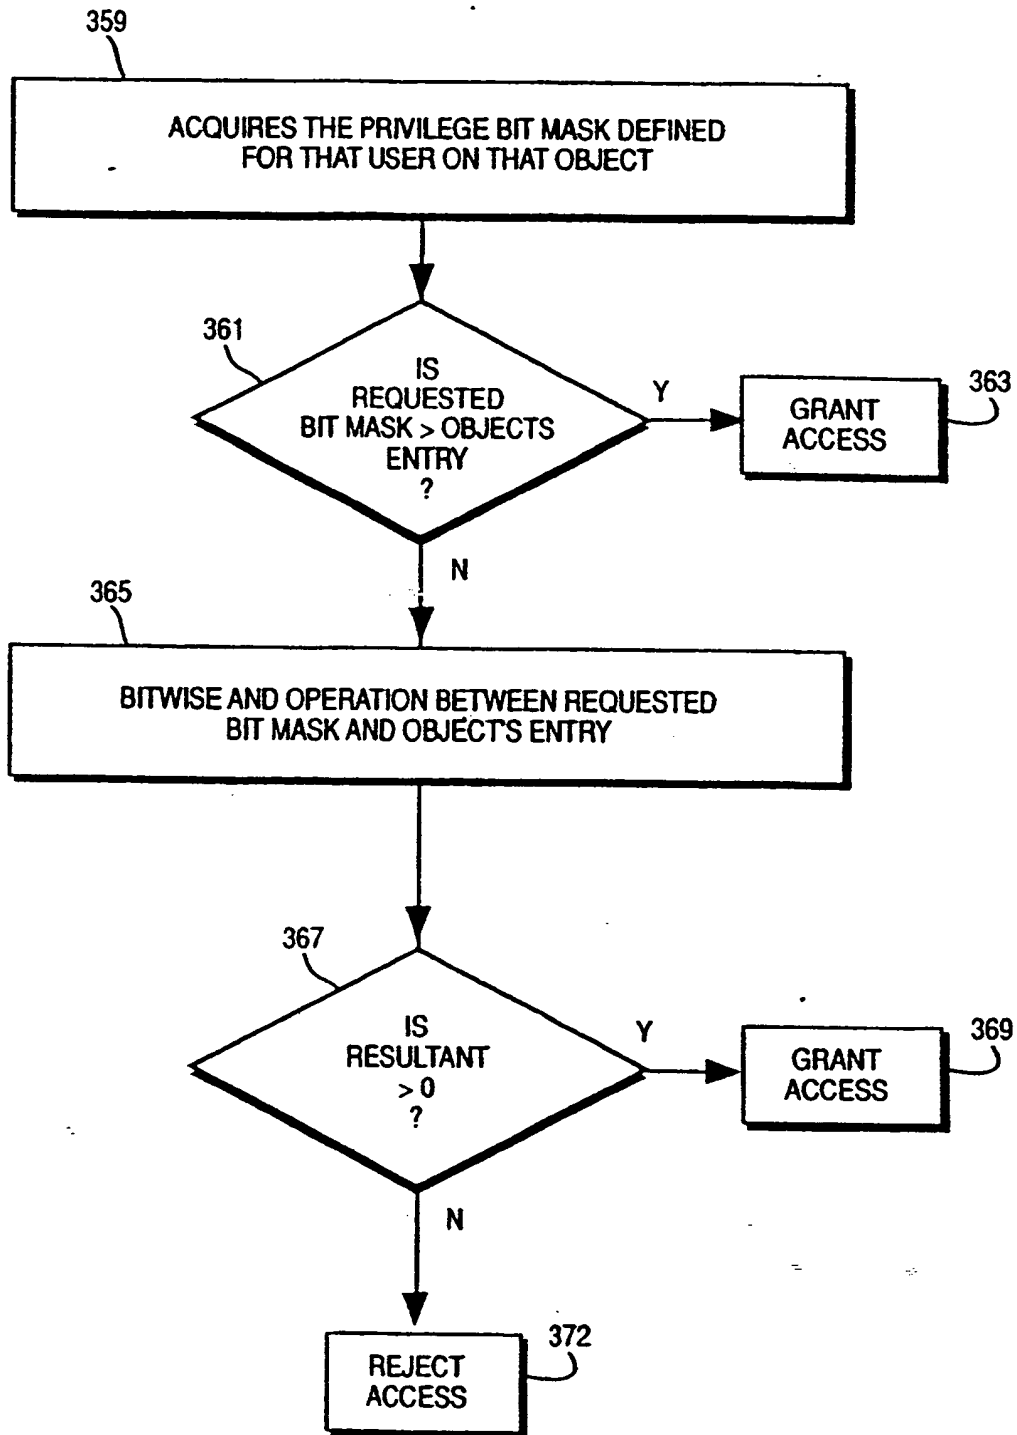 359
ACQUIRES THE PRIVILEGE BIT MASK DEFINED
FOR THAT USER ON THAT OBJECT
361
IS
REQUESTED
BIT MASK > OBJECTS
ENTRY
?
Y
GRANT
ACCESS
363
N
365
BITWISE AND OPERATION BETWEEN REQUESTED
BIT MASK AND OBJECT'S ENTRY
367
IS
RESULTANT
> 0
?
Y
GRANT
ACCESS
369
N
REJECT
ACCESS
372